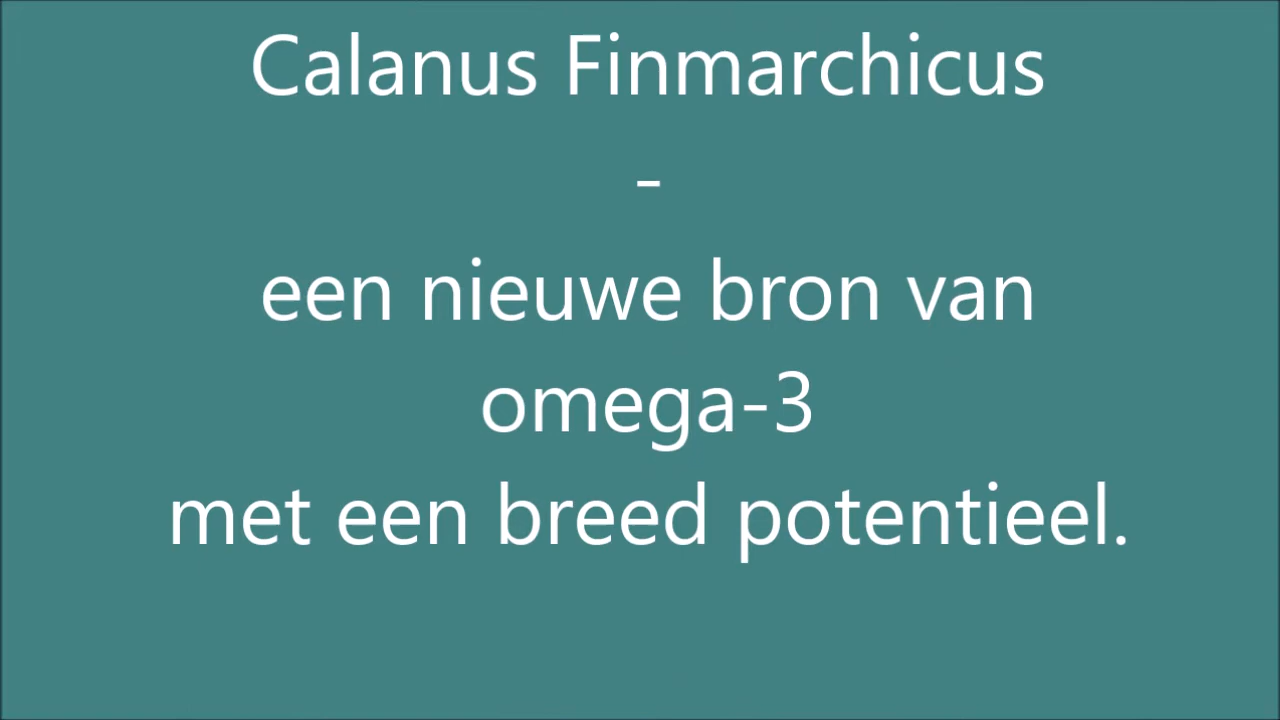 Calanus Finmarchicus
-
een nieuwe bron van
omega-3
met een breed potentieel.